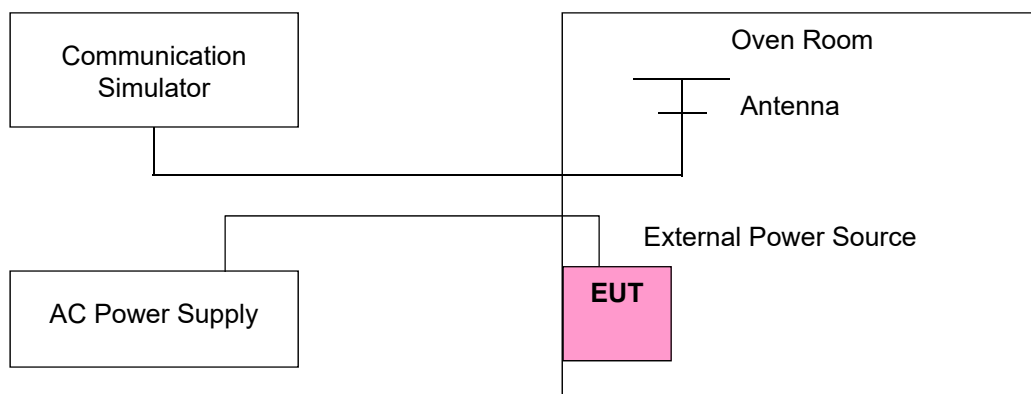 Communication
Simulator
Oven Room
Antenna
External Power Source
EUT
AC Power Supply